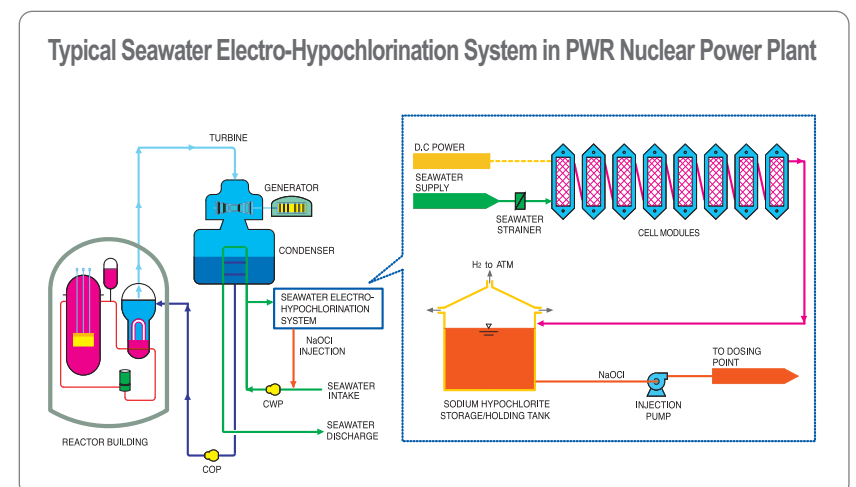 Typical Seawater Electro-Hypochlorination System in PWR Nuclear Power Plant
TURBINE
GENERATOR
CONDENSER
SEAWATER ELECTRO-
HYPOCHLORINATION
SYSTEM
NaOCI
INJECTION
SEAWATER
INTAKE
CWP
SEAWATER
DISCHARGE
COP
REACTOR BUILDING
D.C POWER
SEAWATER
SUPPLY
SEAWATER
STRAINER
CELL MODULES
H2 to ATM
SODIUM HYPOCHLORITE
STORAGE/HOLDING TANK
NaOCI
INJECTION
PUMP
TO DOSING
POINT